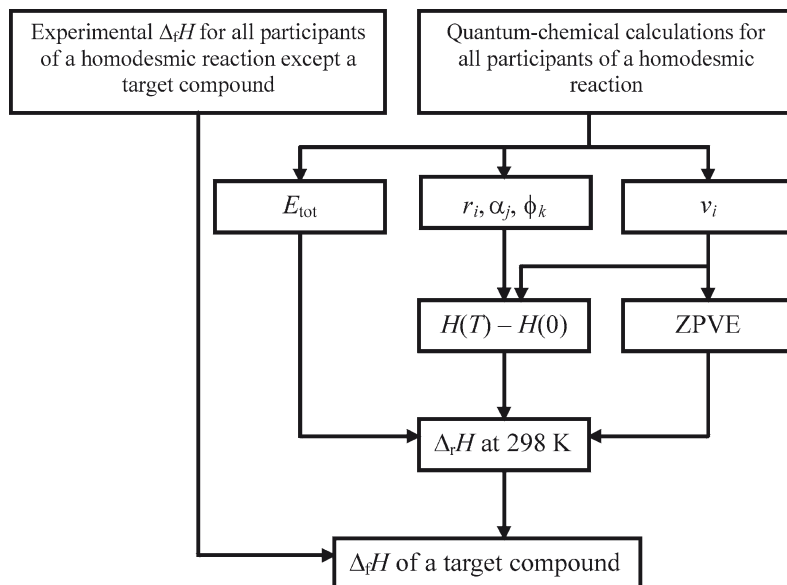 Experimental ΔfH for all participants
of a homodesmic reaction except a
target compound
Quantum-chemical calculations for
all participants of a homodesmic
reaction
Etot
ri, αj, ϕk
νi
H(T) – H(0)
ZPVE
ΔrH at 298 K
ΔfH of a target compound